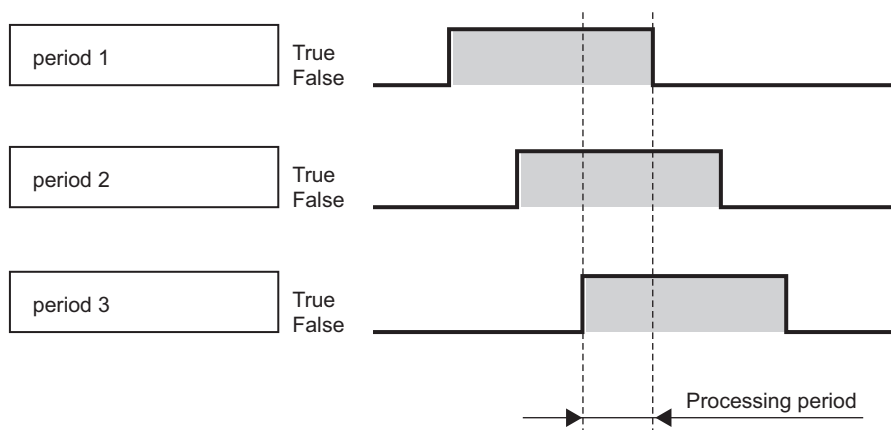 period 1
True
False
period 2
True
False
period 3
True
False
Processing period